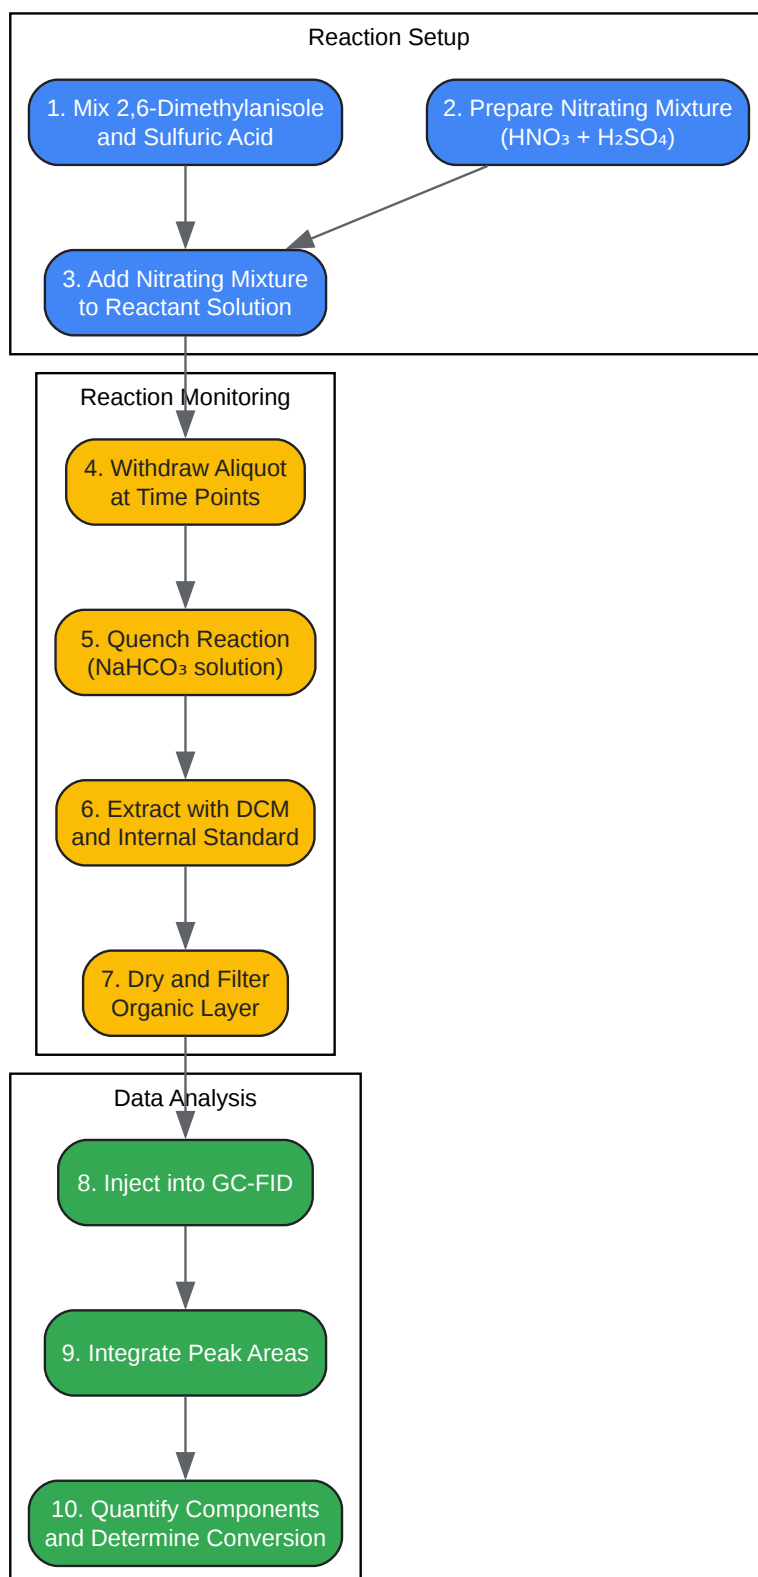 Reaction Setup
1. Mix 2,6-Dimethylanisole
and Sulfuric Acid
2. Prepare Nitrating Mixture
(HNO₃ + H₂SO₄)
3. Add Nitrating Mixture
to Reactant Solution
Reaction Monitoring
4. Withdraw Aliquot
at Time Points
5. Quench Reaction
(NaHCO₃ solution)
6. Extract with DCM
and Internal Standard
7. Dry and Filter
Organic Layer
Data Analysis
8. Inject into GC-FID
9. Integrate Peak Areas
10. Quantify Components
and Determine Conversion